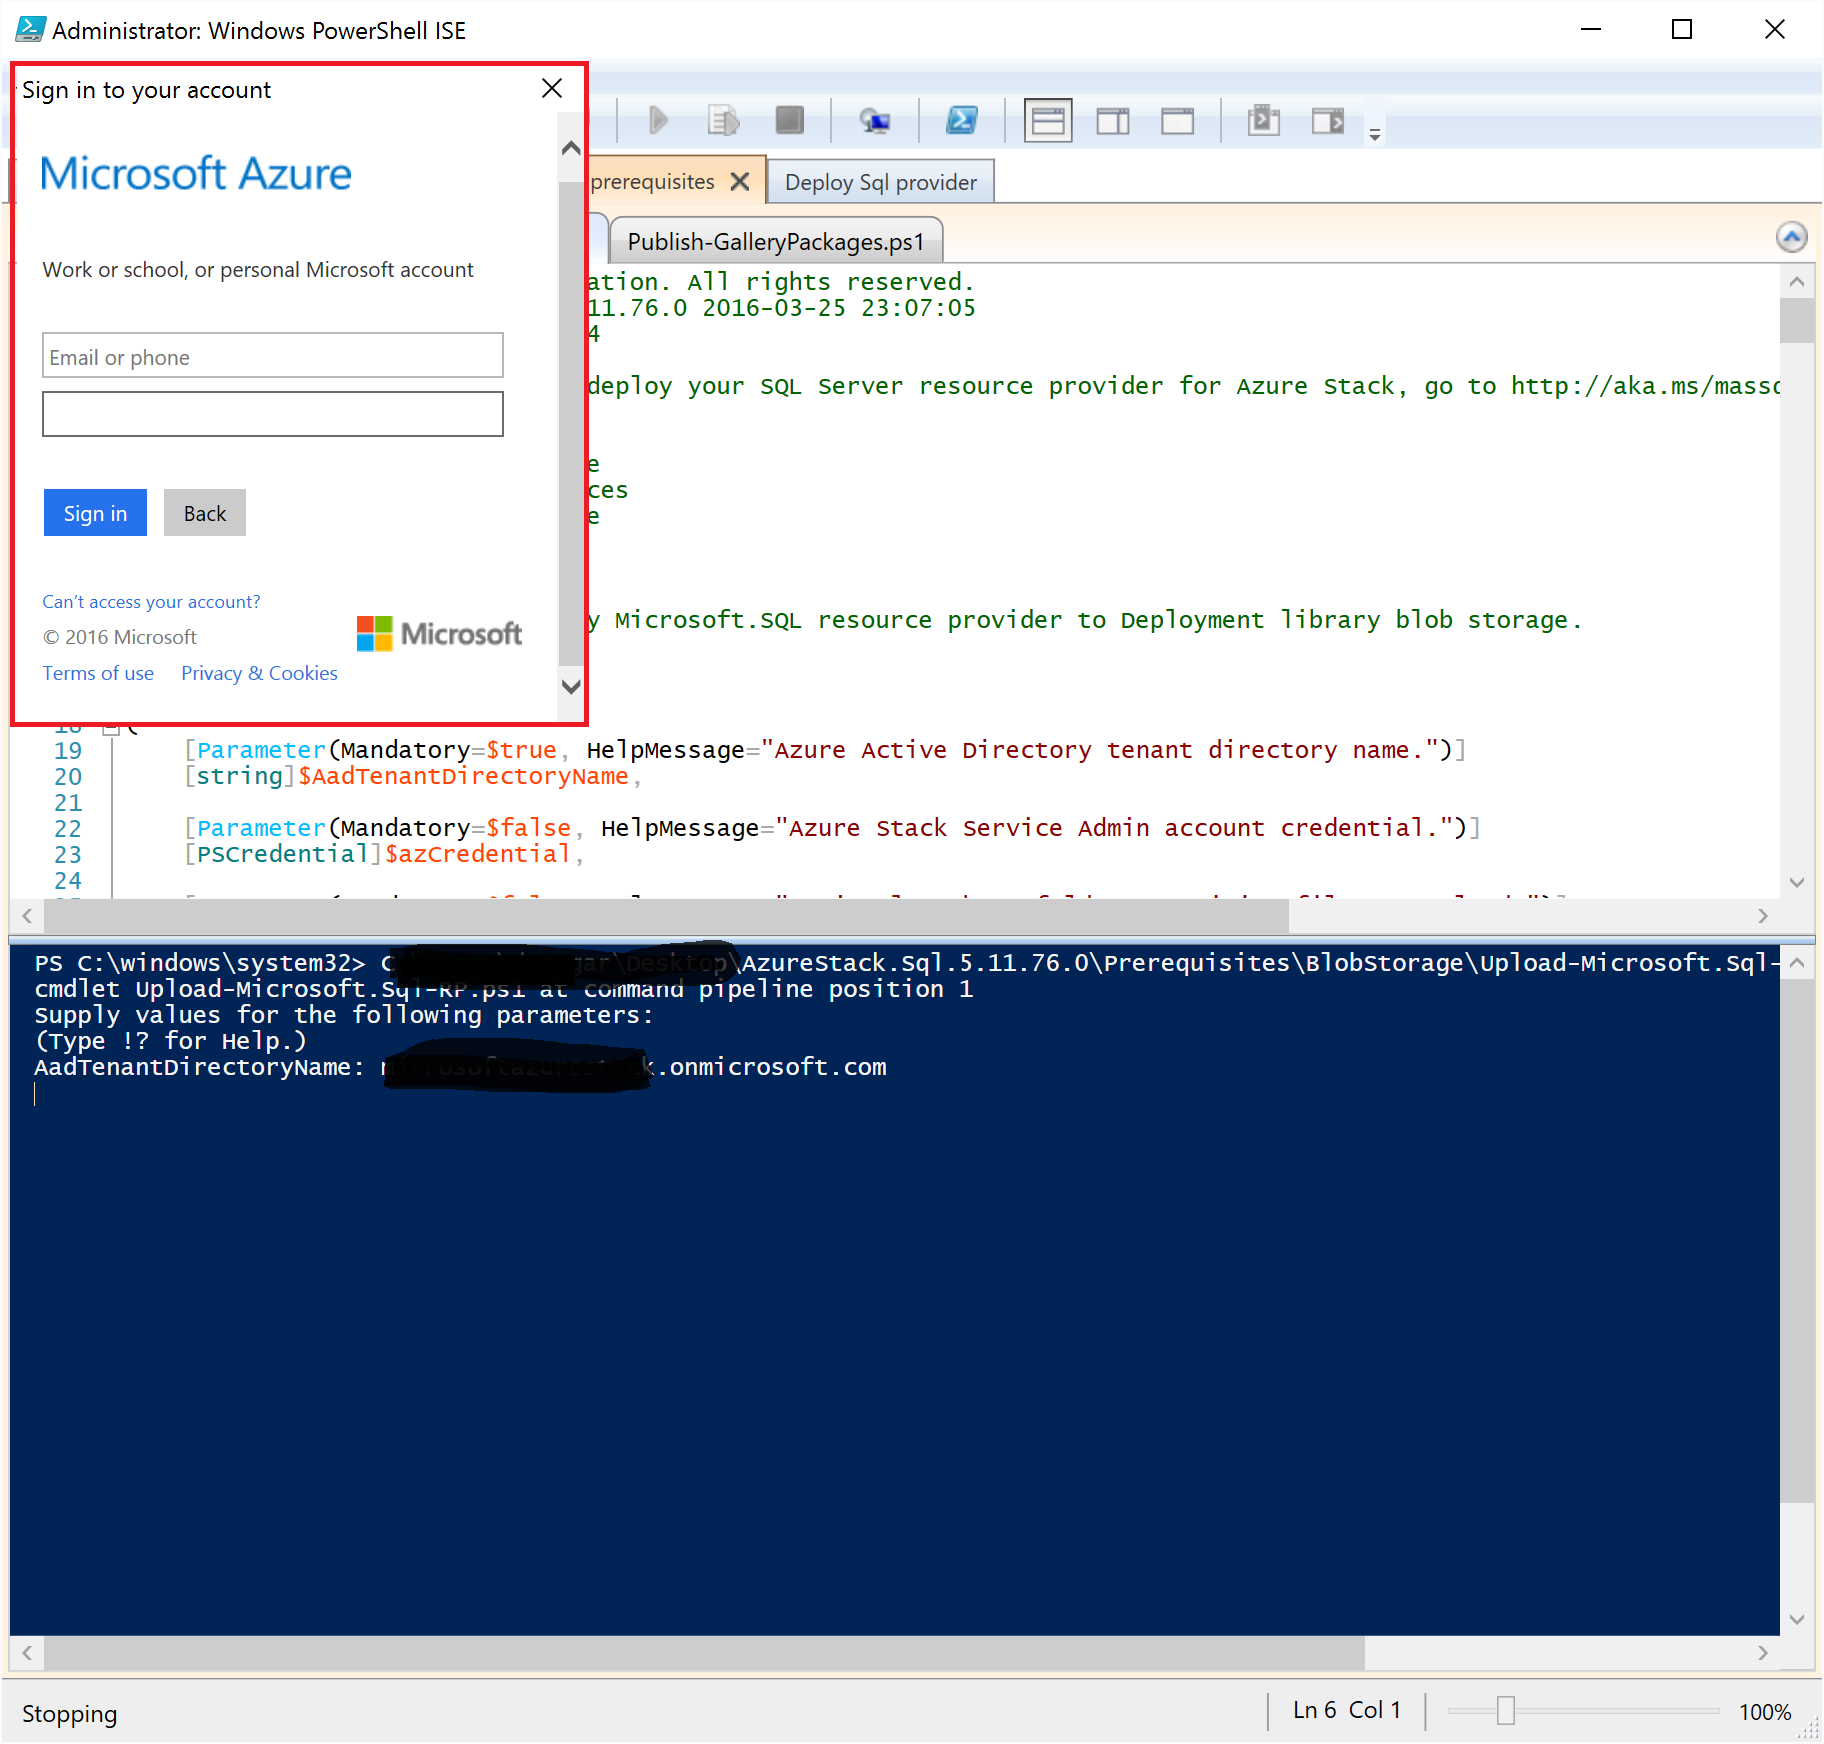 Administrator: Windows PowerShell ISE
Sign in to your account
Microsoft Azure
Work or school, or personal Microsoft account
Email or phone
Sign in Back
Can't access your account?
© 2016 Microsoft
Microsoft
Terms of use Privacy & Cookies
prerequisites Deploy Sql provider
Publish-GalleryPackages.ps1
ation. All rights reserved.
11.76.0 2016-03-25 23:07:05
4
deploy your SQL Server resource provider for Azure Stack, go to http://aka.ms/massq
e
ces
e
y Microsoft.SQL resource provider to Deployment library blob storage.
18 (
19 [Parameter(Mandatory=$true, HelpMessage="Azure Active Directory tenant directory name.")]
20 [string]$AadTenantDirectoryName,
21
22 [Parameter(Mandatory=$false, HelpMessage="Azure Stack Service Admin account credential.")]
23 [PSCredential]$azCredential,
24
PS C:\windows\system32> C \Desktop\AzureStack.Sql.5.11.76.0\Prerequisites\BlobStorage\Upload-Microsoft.Sql-
cmdlet Upload-Microsoft.Sql-RP.ps1 at command pipeline position 1
Supply values for the following parameters:
(Type !? for Help.)
AadTenantDirectoryName: .onmicrosoft.com
Stopping
Ln 6 Col 1
100%